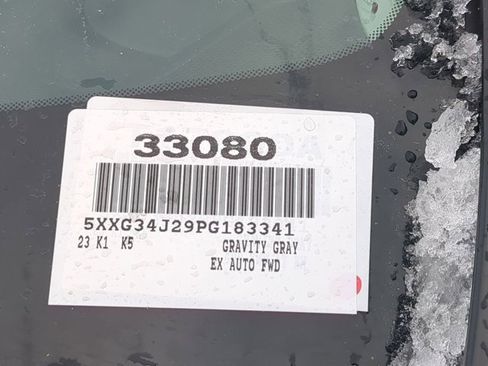 33080
5XXG34J29PG183341
23 K1 K5 GRAVITY GRAY
EX AUTO FWD